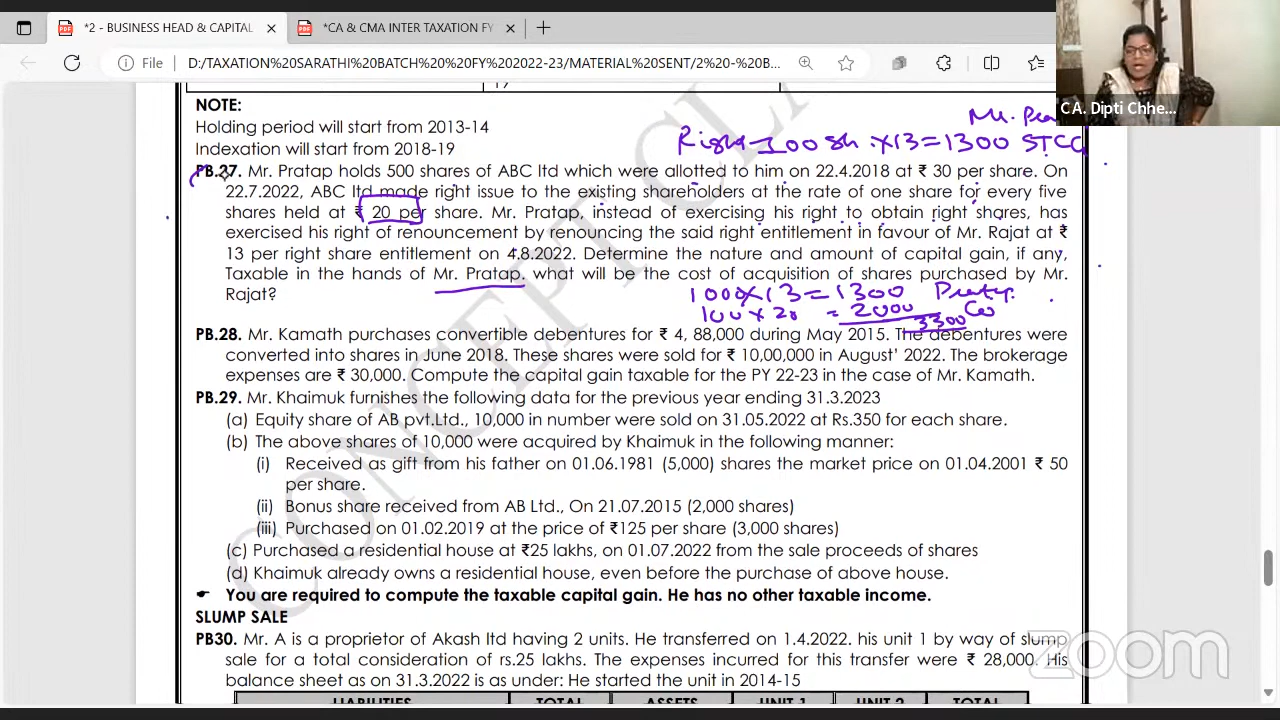 *2 - BUSINESS HEAD & CAPITAL
*CA & CMA INTER TAXATION FY
File
D:/TAXATION%20SARATHI%20BATCH%20%20FY%202022-23/MATERIAL%20SENT/2%20-%20B...
C A. Dipti Chhe...
17
NOTE:
Holding period will start from 2013-14
Indexation will start from 2018-19
Mr. Pra
Right - 100 sh. x 13 = 1300 STCG
PB.27. Mr. Pratap holds 500 shares of ABC ltd which were allotted to him on 22.4.2018 at ₹ 30 per share. On
22.7.2022, ABC ltd made right issue to the existing shareholders at the rate of one share for every five
shares held at ₹ 20 per share. Mr. Pratap, instead of exercising his right to obtain right shares, has
exercised his right of renouncement by renouncing the said right entitlement in favour of Mr. Rajat at ₹
13 per right share entitlement on 4.8.2022. Determine the nature and amount of capital gain, if any,
Taxable in the hands of Mr. Pratap. what will be the cost of acquisition of shares purchased by Mr.
Rajat?
1000 x 13 = 1300 Pratap.
100 x 20 = 2000 Co
3300
PB.28. Mr. Kamath purchases convertible debentures for ₹ 4, 88,000 during May 2015. The debentures were
converted into shares in June 2018. These shares were sold for ₹ 10,00,000 in August' 2022. The brokerage
expenses are ₹ 30,000. Compute the capital gain taxable for the PY 22-23 in the case of Mr. Kamath.
PB.29. Mr. Khaimuk furnishes the following data for the previous year ending 31.3.2023
(a) Equity share of AB pvt.Ltd., 10,000 in number were sold on 31.05.2022 at Rs.350 for each share.
(b) The above shares of 10,000 were acquired by Khaimuk in the following manner:
(i) Received as gift from his father on 01.06.1981 (5,000) shares the market price on 01.04.2001 ₹ 50
per share.
(ii) Bonus share received from AB Ltd., On 21.07.2015 (2,000 shares)
(iii) Purchased on 01.02.2019 at the price of ₹125 per share (3,000 shares)
(c) Purchased a residential house at ₹25 lakhs, on 01.07.2022 from the sale proceeds of shares
(d) Khaimuk already owns a residential house, even before the purchase of above house.
You are required to compute the taxable capital gain. He has no other taxable income.
SLUMP SALE
PB30. Mr. A is a proprietor of Akash ltd having 2 units. He transferred on 1.4.2022. his unit 1 by way of slump
sale for a total consideration of rs.25 lakhs. The expenses incurred for this transfer were ₹ 28,000. His
balance sheet as on 31.3.2022 is as under: He started the unit in 2014-15
LIABILITIES TOTAL ASSETS UNIT 1 UNIT 2 TOTAL
CONCEPT CLA
zoom